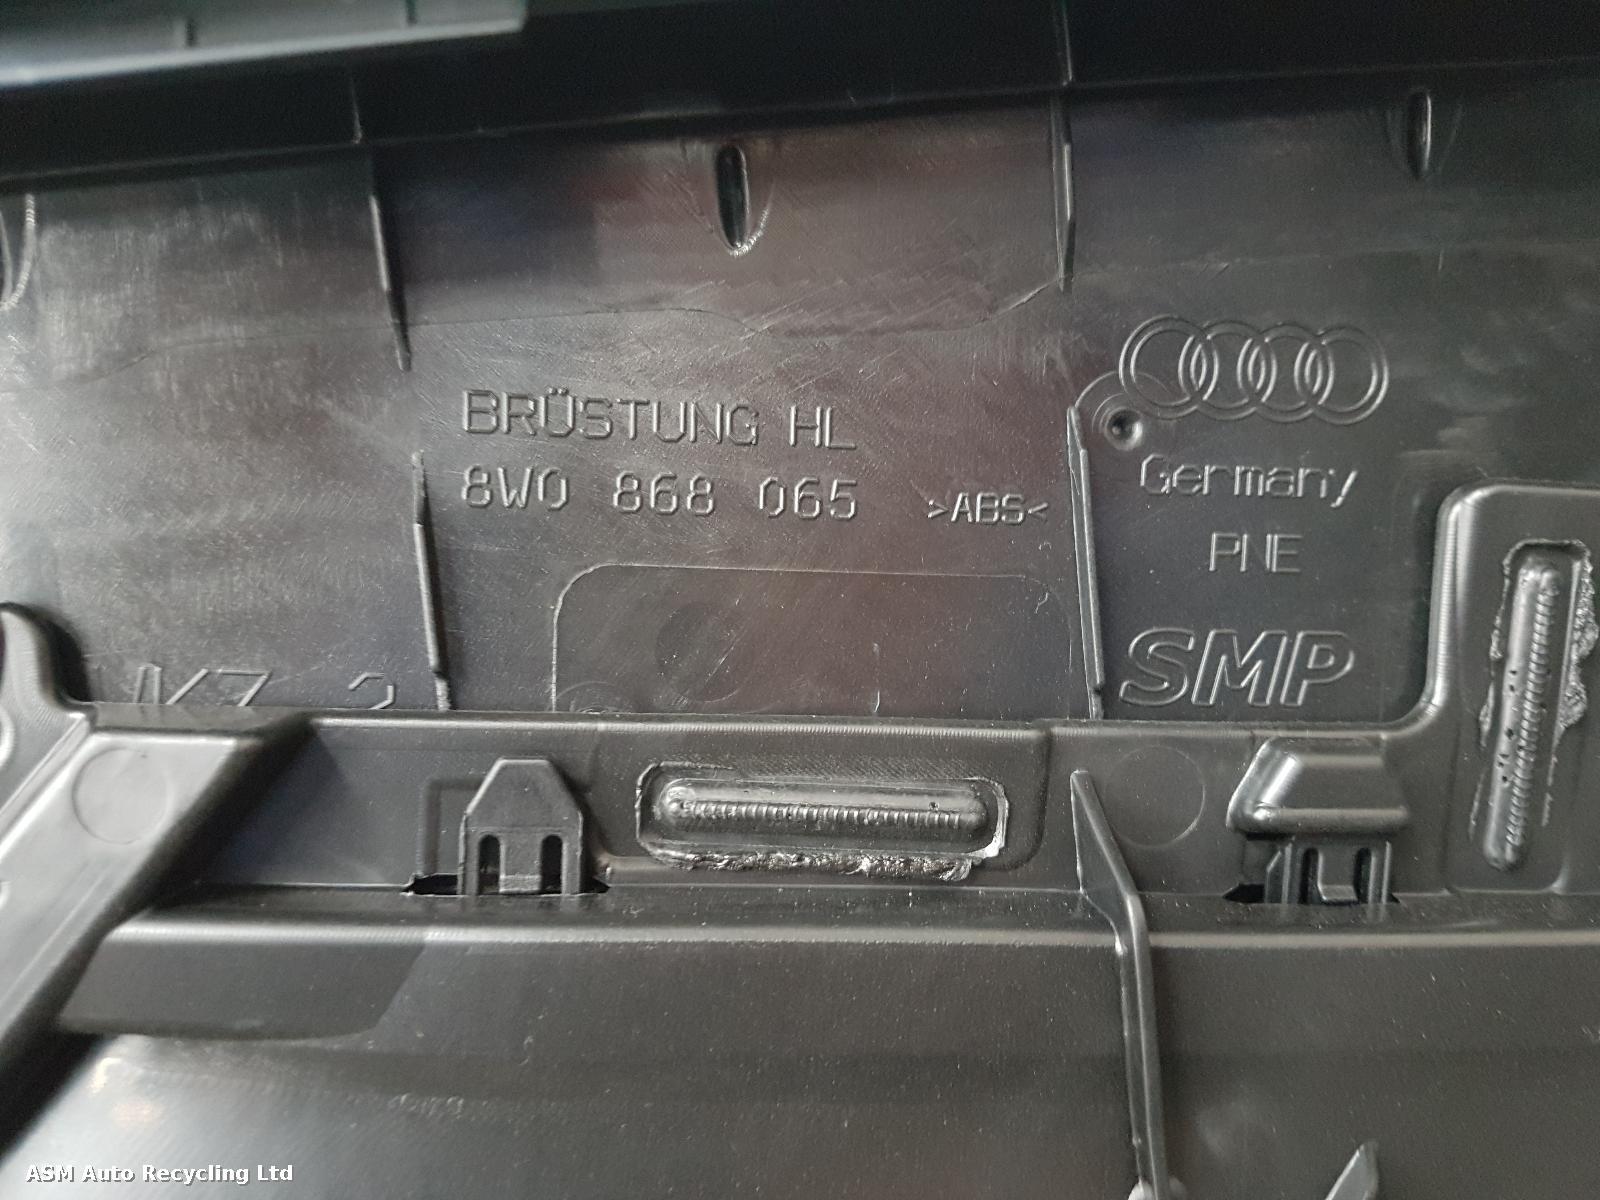 BRÜSTUNG HL
8W0 868 065 >ABS<
Germany
PNE
SMP
ASM Auto Recycling Ltd